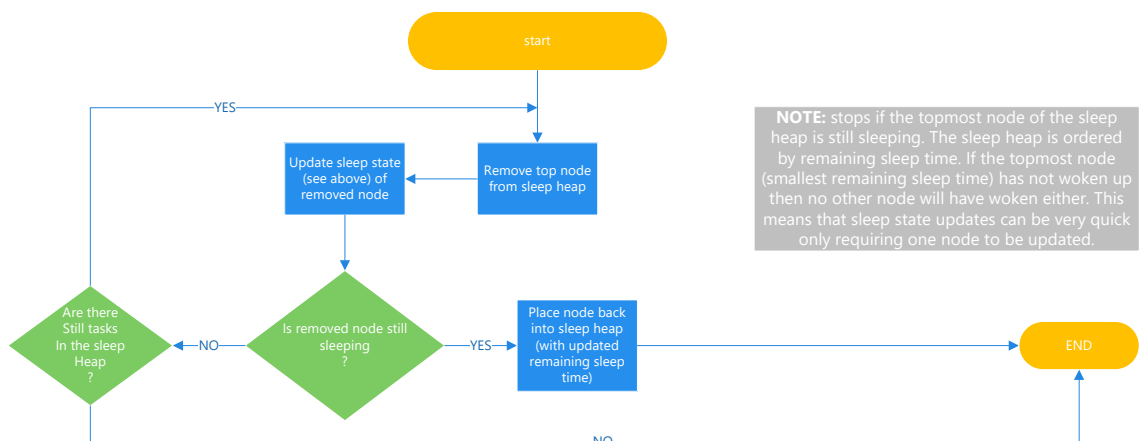 start
YES
NOTE: stops if the topmost node of the sleep
heap is still sleeping. The sleep heap is ordered
by remaining sleep time. If the topmost node
(smallest remaining sleep time) has not woken up
then no other node will have woken either. This
means that sleep state updates can be very quick
only requiring one node to be updated.
Update sleep state
(see above) of
removed node
Remove top node
from sleep heap
Are there
Still tasks
In the sleep
Heap
?
NO
Is removed node still
sleeping
?
YES
Place node back
into sleep heap
(with updated
remaining sleep
time)
END
NO